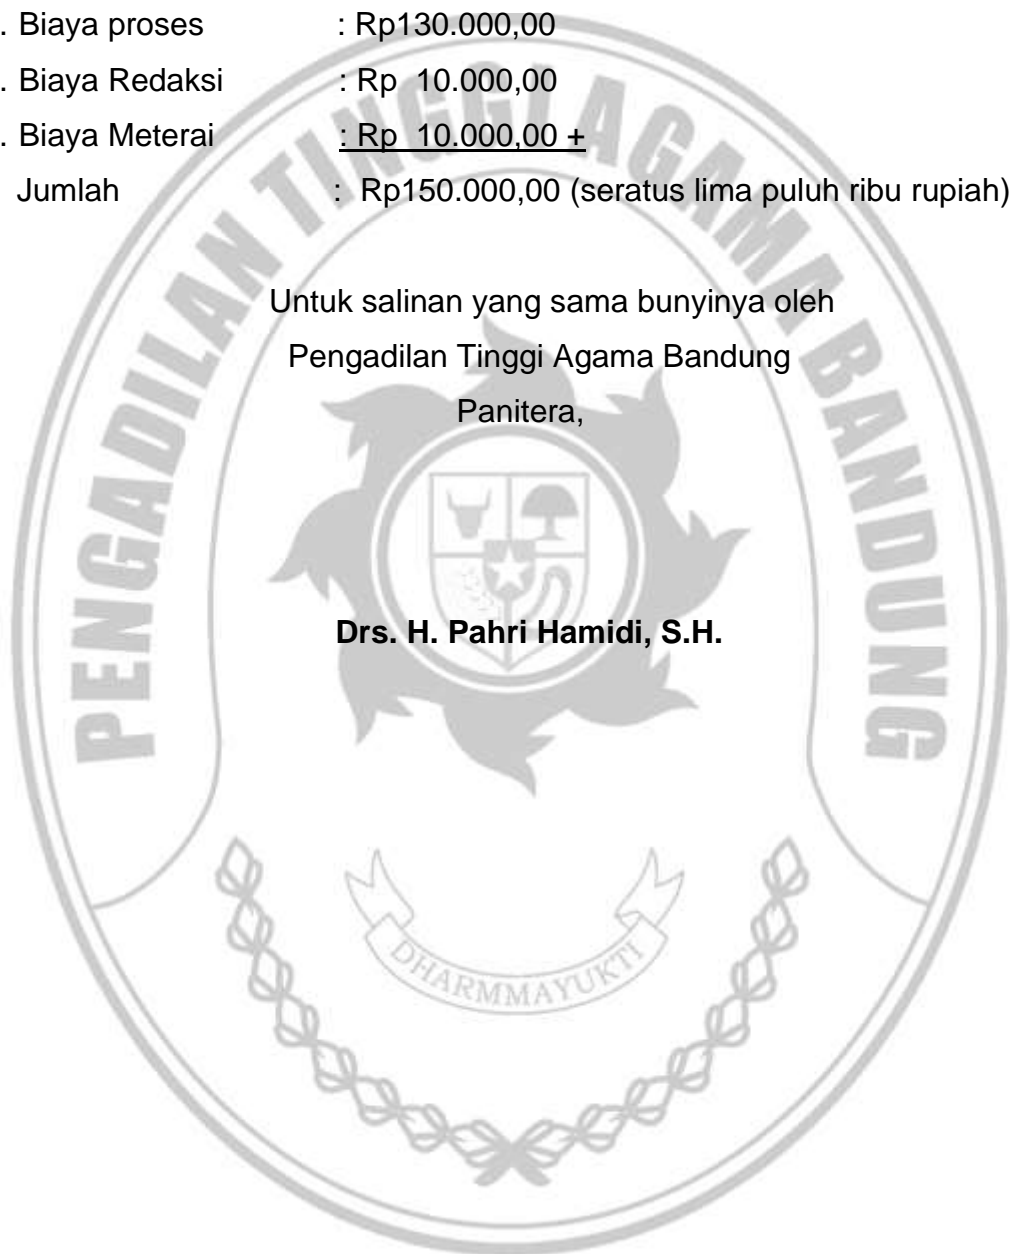 . Biaya proses : Rp130.000,00
. Biaya Redaksi : Rp 10.000,00
. Biaya Meterai : Rp 10.000,00 +
Jumlah : Rp150.000,00 (seratus lima puluh ribu rupiah)
Untuk salinan yang sama bunyinya oleh
Pengadilan Tinggi Agama Bandung
Panitera,
Drs. H. Pahri Hamidi, S.H.
PENGADILAN TINGGI AGAMA BANDUNG
DHARMMAYUKTI